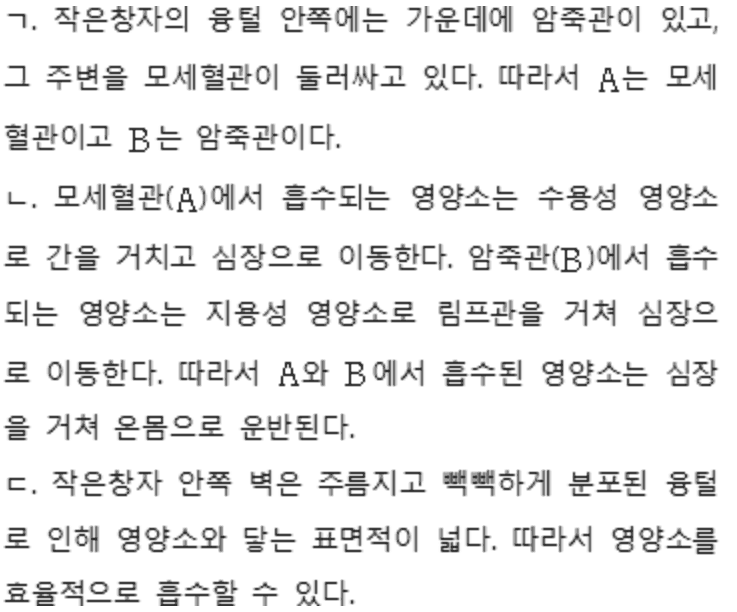 ㄱ. 작은창자의 융털 안쪽에는 가운데에 암죽관이 있고,
그 주변을 모세혈관이 둘러싸고 있다. 따라서 A는 모세
혈관이고 B는 암죽관이다.
ㄴ. 모세혈관(A)에서 흡수되는 영양소는 수용성 영양소
로 간을 거치고 심장으로 이동한다. 암죽관(B)에서 흡수
되는 영양소는 지용성 영양소로 림프관을 거쳐 심장으
로 이동한다. 따라서 A와 B에서 흡수된 영양소는 심장
을 거쳐 온몸으로 운반된다.
ㄷ. 작은창자 안쪽 벽은 주름지고 빽빽하게 분포된 융털
로 인해 영양소와 닿는 표면적이 넓다. 따라서 영양소를
효율적으로 흡수할 수 있다.